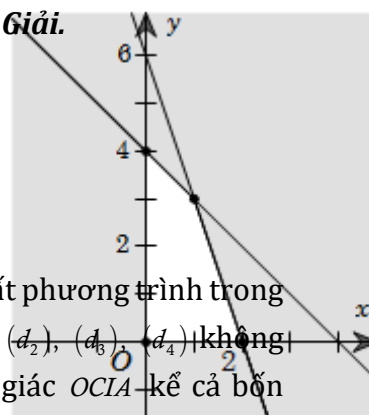 Giải.
y
6
4
2
ất phương trình trong
x
(d₂), (d₃), (d₄) không
O 2
giác OCIA kể cả bốn